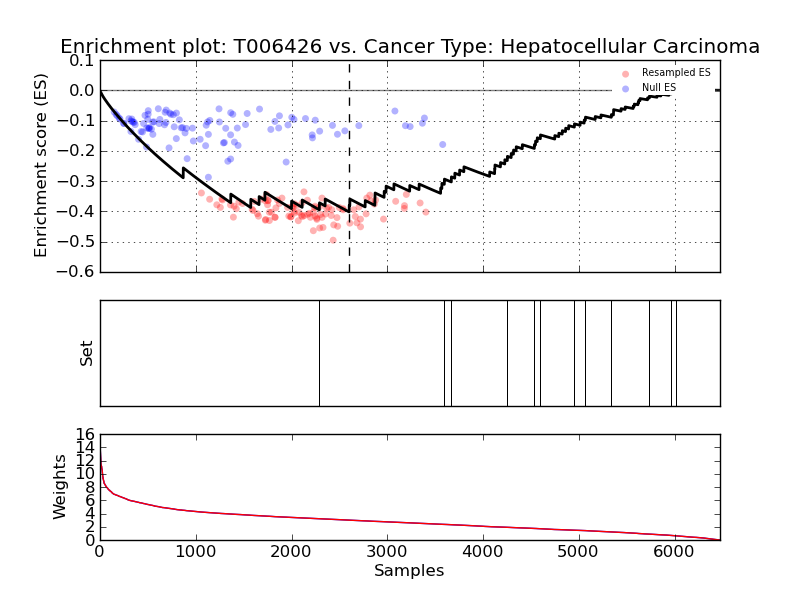 Enrichment plot: T006426 vs. Cancer Type: Hepatocellular Carcinoma
0.1
0.0
−0.1
−0.2
−0.3
−0.4
−0.5
−0.6
Enrichment score (ES)
Resampled ES
Null ES
Set
16
14
12
10
8
6
4
2
0
Weights
0 1000 2000 3000 4000 5000 6000
Samples